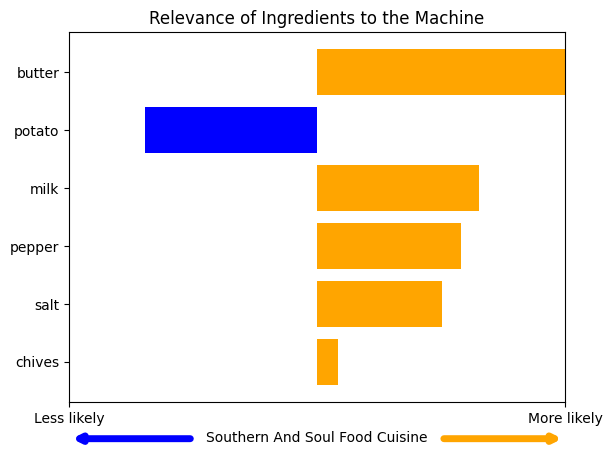 Relevance of Ingredients to the Machine
butter
potato
milk
pepper
salt
chives
Less likely
More likely
Southern And Soul Food Cuisine